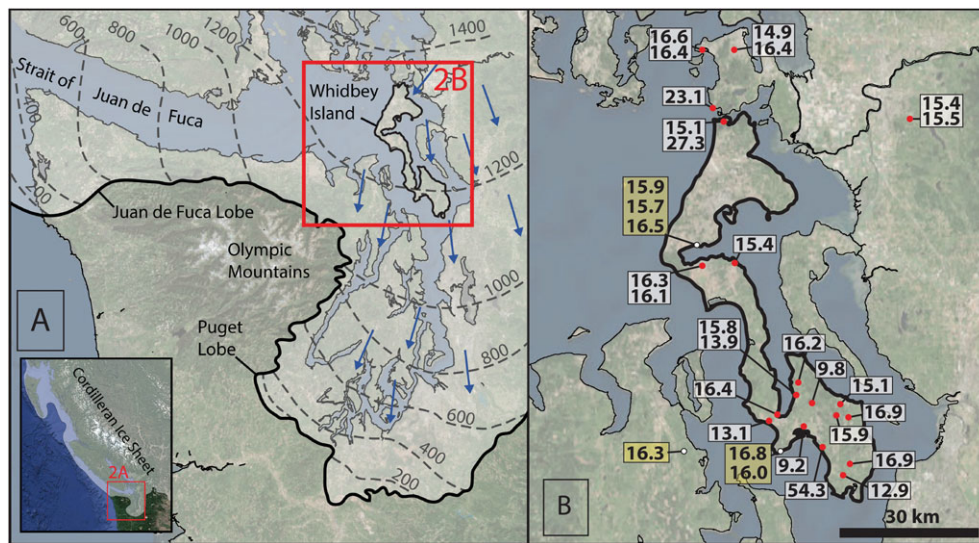 600
800
1000
1200
1400
2B
Strait of
Juan de
Fuca
Whidbey
Island
400
200
1200
Juan de Fuca Lobe
Olympic
Mountains
1000
A
Puget
Lobe
800
600
400
200
Cordilleran Ice Sheet
2A
16.6
16.4
14.9
16.4
23.1
15.4
15.5
15.1
27.3
15.9
15.7
16.5
15.4
16.3
16.1
15.8
13.9
16.2
9.8
16.4
15.1
16.9
13.1
15.9
16.3
16.8
16.0
9.2
16.9
54.3
12.9
B
30 km